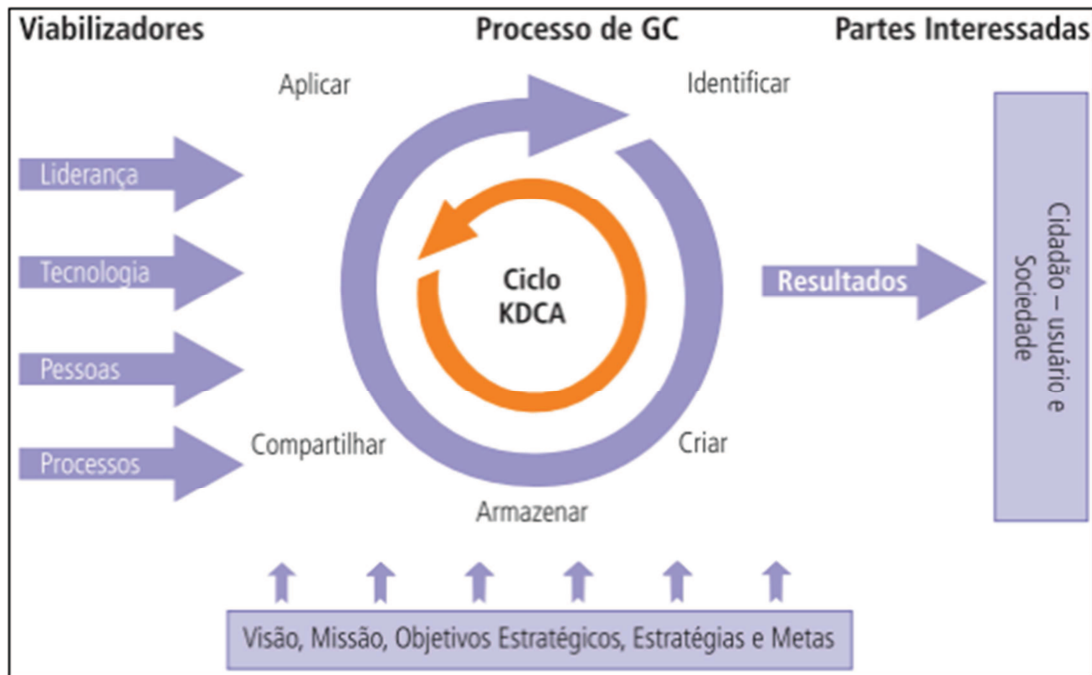 Viabilizadores
Processo de GC
Partes Interessadas
Aplicar
Identificar
Liderança
Tecnologia
Pessoas
Processos
Ciclo
KDCA
Resultados
Cidadão – usuário e
Sociedade
Compartilhar
Criar
Armazenar
Visão, Missão, Objetivos Estratégicos, Estratégias e Metas